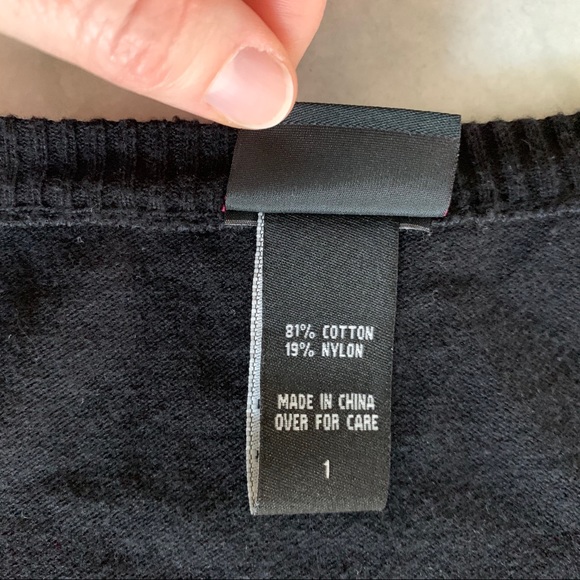 81% COTTON
19% NYLON
MADE IN CHINA
OVER FOR CARE
1